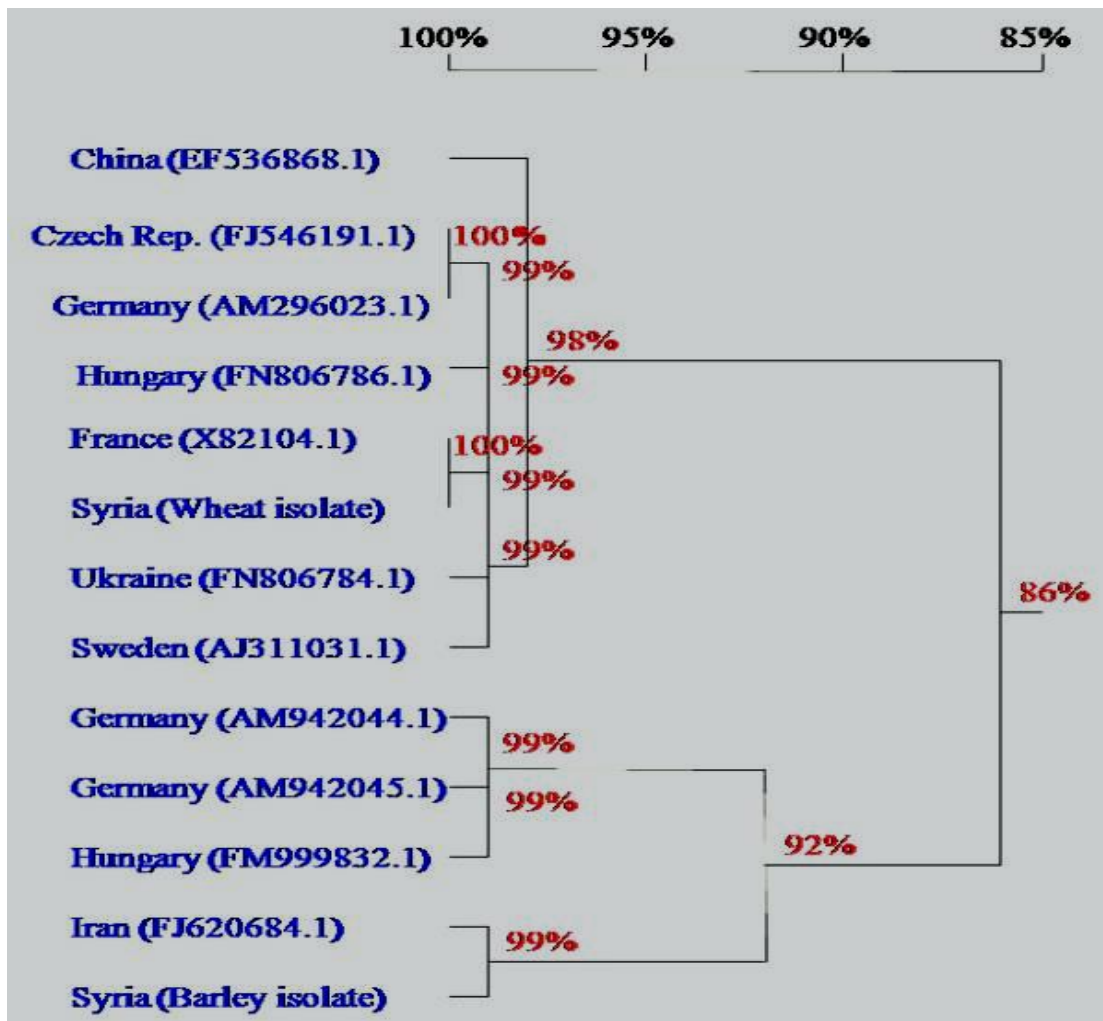 100% 95% 90% 85%
China (EF536868.1)
Czech Rep. (FJ546191.1) 100%
99%
Germany (AM296023.1)
98%
Hungary (FN806786.1) 99%
France (X82104.1) 100%
99%
Syria (Wheat isolate)
99%
Ukraine (FN806784.1)
86%
Sweden (AJ311031.1)
Germany (AM942044.1)
99%
Germany (AM942045.1) 99%
92%
Hungary (FM999832.1)
Iran (FJ620684.1)
99%
Syria (Barley isolate)